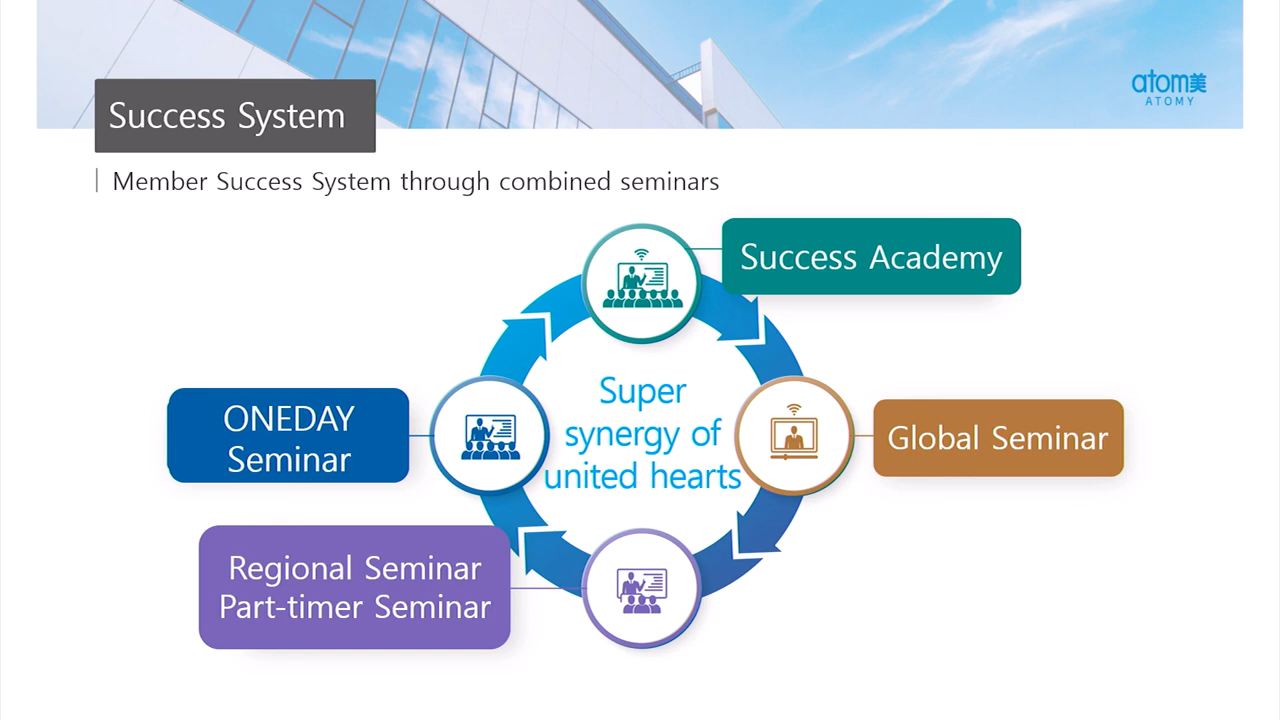 atom美
ATOMY
Success System
Member Success System through combined seminars
Success Academy
Super
synergy of
united hearts
Global Seminar
ONEDAY
Seminar
Regional Seminar
Part-timer Seminar